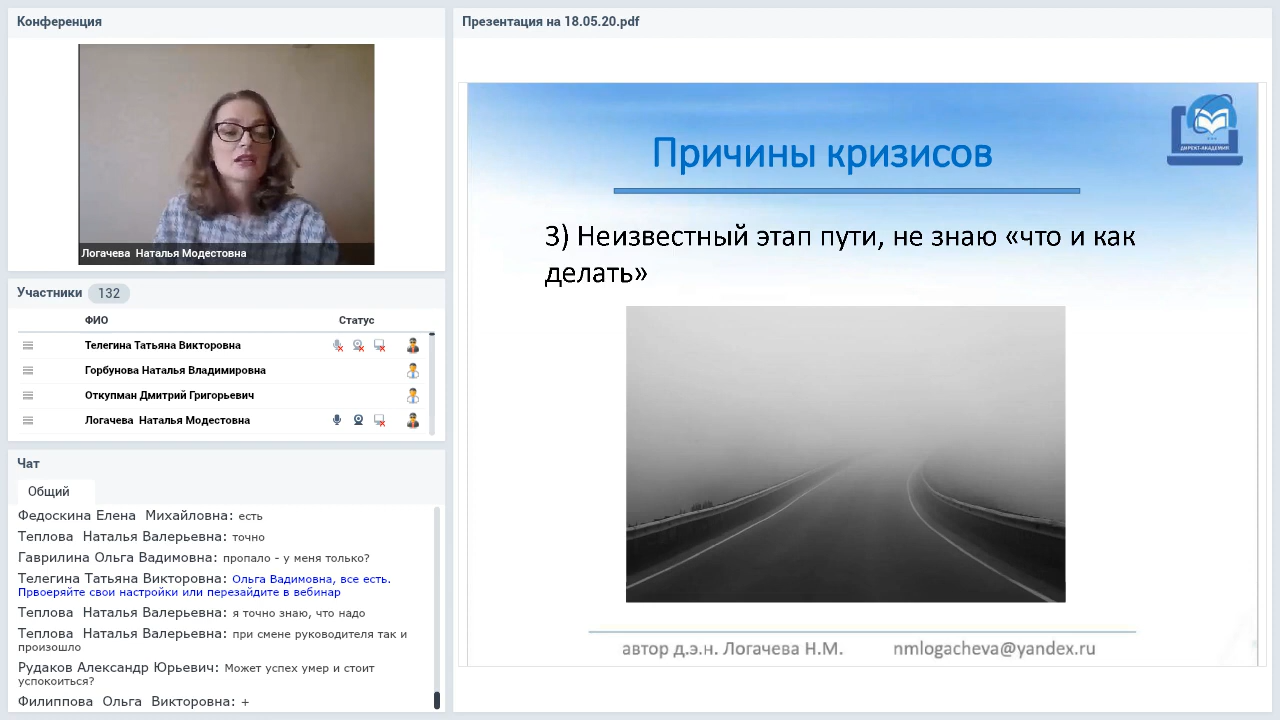 Конференция
Логачева  Наталья Модестовна
Участники 132
ФИО Статус
Телегина Татьяна Викторовна
Горбунова Наталья Владимировна
Откупман Дмитрий Григорьевич
Логачева  Наталья Модестовна
Чат
Общий
Федоскина Елена  Михайловна: есть
Теплова  Наталья Валерьевна: точно
Гаврилина Ольга Вадимовна: пропало - у меня только?
Телегина Татьяна Викторовна: Ольга Вадимовна, все есть.
Првоеряйте свои настройки или перезайдите в вебинар
Теплова  Наталья Валерьевна: я точно знаю, что надо
Теплова  Наталья Валерьевна: при смене руководителя так и
произошло
Рудаков Александр Юрьевич: Может успех умер и стоит
успокоиться?
Филиппова  Ольга  Викторовна: +
Презентация на 18.05.20.pdf
ДИРЕКТ-АКАДЕМИЯ
Причины кризисов
3) Неизвестный этап пути, не знаю «что и как
делать»
автор д.э.н. Логачева Н.М. nmlogacheva@yandex.ru